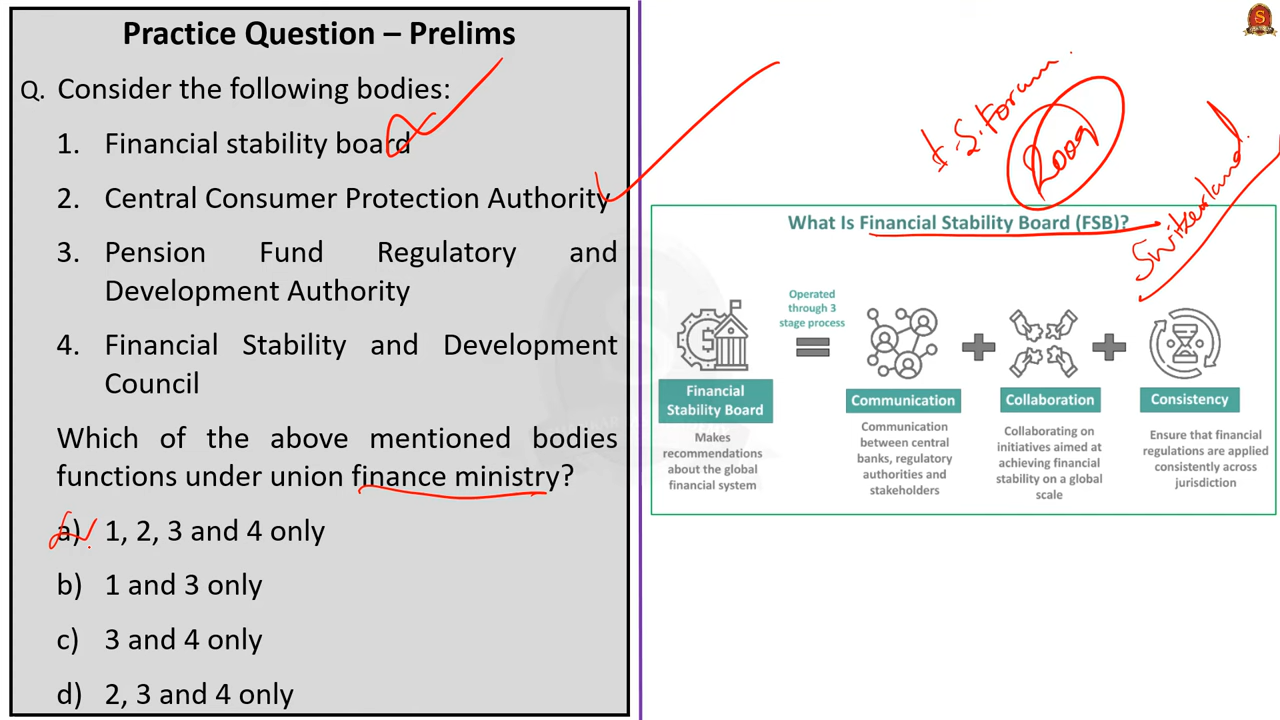 Practice Question – Prelims
Q. Consider the following bodies:
1. Financial stability board
2. Central Consumer Protection Authority
3. Pension Fund Regulatory and
Development Authority
4. Financial Stability and Development
Council
Which of the above mentioned bodies
functions under union finance ministry?
a) 1, 2, 3 and 4 only
b) 1 and 3 only
c) 3 and 4 only
d) 2, 3 and 4 only
Forum
2009
Switzerland
What Is Financial Stability Board (FSB)?
Operated
through 3
stage process
Financial
Stability Board
Makes
recommendations
about the global
financial system
Communication
Communication
between central
banks, regulatory
authorities and
stakeholders
Collaboration
Collaborating on
initiatives aimed at
achieving financial
stability on a global
scale
Consistency
Ensure that financial
regulations are applied
consistently across
jurisdiction